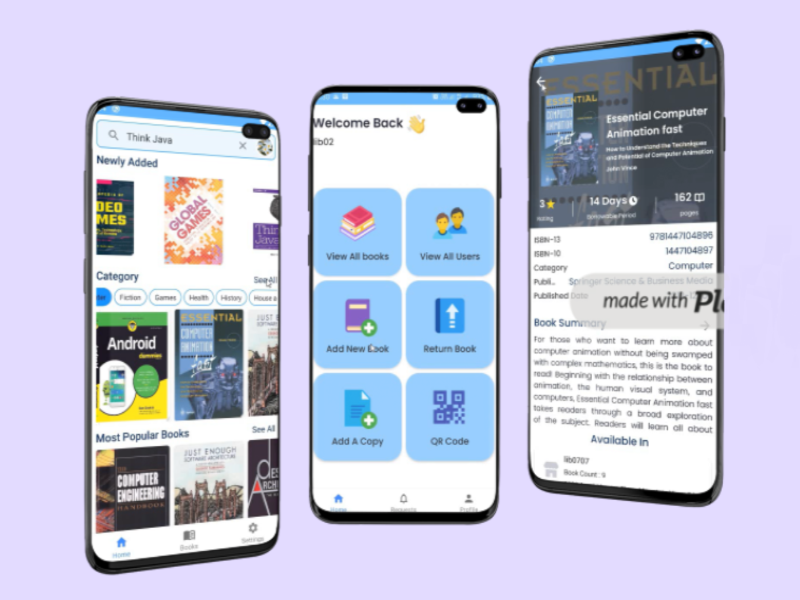 Think Java
Newly Added
DEO
MES
GLOBAL
GAMES
Thin
Java
Category
See All
Fiction
Games
Health
History
House &
Android
dummies
ESSENTIAL
COMPUTER
ANIMATION
fast
JUST E
Most Popular Books
See All
COMPUTER
ENGINEERING
HANDBOOK
JUST ENOUGH
SOFTWARE ARCHITECTURE
Home
Books
Settings
Welcome Back 👋
lib02
View All books
View All Users
Add New Book
Return Book
Add A Copy
QR Code
Home
Requests
Profile
ESSENTIAL
ESSENTIAL
COMPUTER
ANIMATION
fast
Essential Computer
Animation fast
How to Understand the Techniques
and Potential of Computer Animation
John Vince
3
14 Days
162
Rating
Borrowable Period
pages
ISBN-13
9781447104896
ISBN-10
1447104897
Category
Computer
Publi...
Springer Science & Business Media
Published Date
made with Pla
Book Summary
For those who want to learn more about
computer animation without being swamped
with complex mathematics, this is the book to
read! Beginning with the relationship between
animation, the human visual system, and
computers, Essential Computer Animation fast
takes readers through a broad exploration
of the subject. Readers will learn all about
Available In
lib0787
Book Count : 9